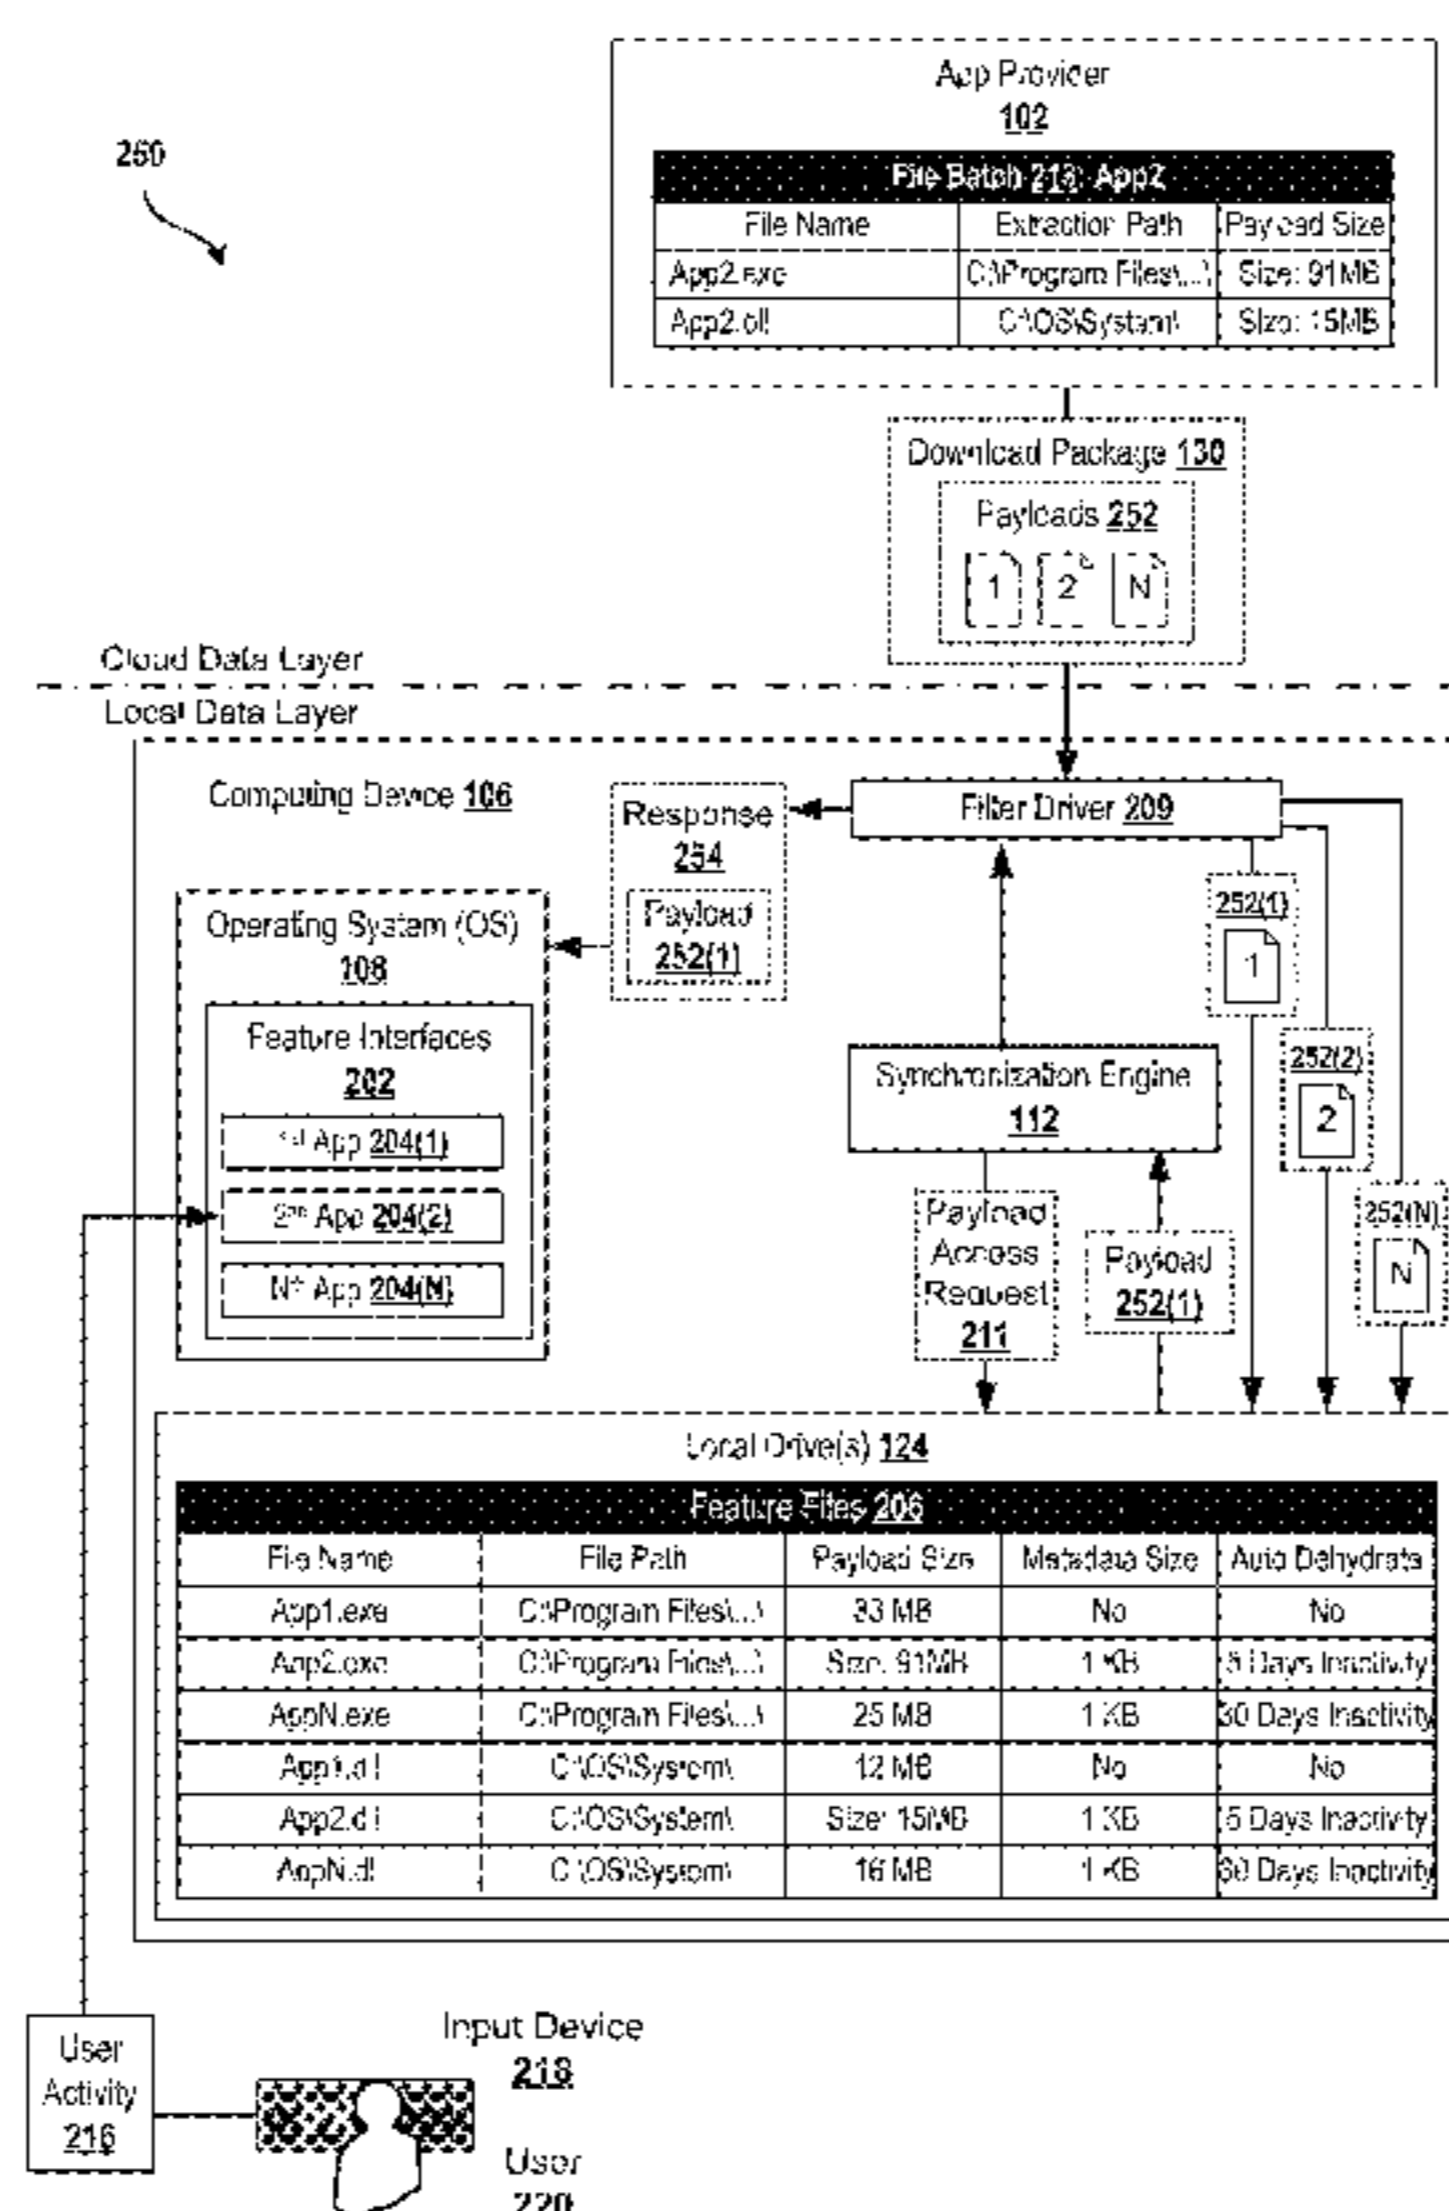 App Provider
102
260
File Batch 213: App2
File Name Extraction Path Payload Size
App2.exe C:\Program Files\...\ Size: 91MB
App2.dll C:\OS\System\ Size: 15MB
Download Package 130
Payloads 252
1 2 N
Cloud Data Layer
Local Data Layer
Computing Device 106
Filter Driver 209
Response
254
Payload
252(1)
Operating System (OS)
108
Feature Interfaces
202
1st App 204(1)
2nd App 204(2)
Nth App 204(N)
Synchronization Engine
112
252(1)
1
252(2)
2
252(N)
N
Payload
Access
Request
211
Payload
252(1)
Local Drive(s) 124
Feature Files 206
File Name File Path Payload Size Metadata Size Auto Dehydrate
App1.exe C:\Program Files\...\ 33 MB No No
App2.exe C:\Program Files\...\ Size: 91MB 1 KB Days Inactivity
AppN.exe C:\Program Files\...\ 25 MB 1 KB Days Inactivity
App1.dll C:\OS\System\ 12 MB No No
App2.dll C:\OS\System\ Size: 15MB 1 KB Days Inactivity
AppN.dl C:\OS\System\ 16 MB 1 KB Days Inactivity
User
Activity
216
Input Device
218
User
220